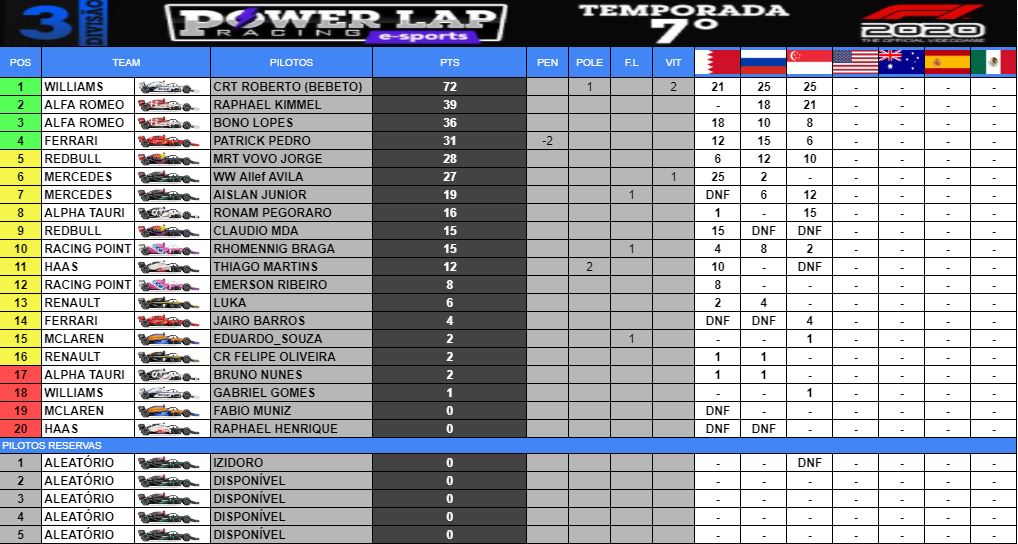 3 DIVISÃO POWER LAP RACING e-sports TEMPORADA 7º F1 2020 THE OFFICIAL VIDEOGAME
POS TEAM PILOTOS PTS PEN POLE F.L VIT
1 WILLIAMS CRT ROBERTO (BEBETO) 72 1 2 21 25 25 - - - -
2 ALFA ROMEO RAPHAEL KIMMEL 39 - 18 21 - - - -
3 ALFA ROMEO BONO LOPES 36 18 10 8 - - - -
4 FERRARI PATRICK PEDRO 31 -2 12 15 6 - - - -
5 REDBULL MRT VOVO JORGE 28 6 12 10 - - - -
6 MERCEDES WW Allef AVILA 27 1 25 2 - - - - -
7 MERCEDES AISLAN JUNIOR 19 1 DNF 6 12 - - - -
8 ALPHA TAURI RONAM PEGORARO 16 1 - 15 - - - -
9 REDBULL CLAUDIO MDA 15 15 DNF DNF - - - -
10 RACING POINT RHOMENNIG BRAGA 15 1 4 8 2 - - - -
11 HAAS THIAGO MARTINS 12 2 10 - DNF - - - -
12 RACING POINT EMERSON RIBEIRO 8 8 - - - - - -
13 RENAULT LUKA 6 2 4 - - - - -
14 FERRARI JAIRO BARROS 4 DNF DNF 4 - - - -
15 MCLAREN EDUARDO_SOUZA 2 1 - - 1 - - - -
16 RENAULT CR FELIPE OLIVEIRA 2 1 1 - - - - -
17 ALPHA TAURI BRUNO NUNES 2 1 1 - - - - -
18 WILLIAMS GABRIEL GOMES 1 - - 1 - - - -
19 MCLAREN FABIO MUNIZ 0 DNF - - - - - -
20 HAAS RAPHAEL HENRIQUE 0 DNF DNF - - - - -
PILOTOS RESERVAS
1 ALEATÓRIO IZIDORO 0 - - DNF - - - -
2 ALEATÓRIO DISPONÍVEL 0 - - - - - - -
3 ALEATÓRIO DISPONÍVEL 0 - - - - - - -
4 ALEATÓRIO DISPONÍVEL 0 - - - - - - -
5 ALEATÓRIO DISPONÍVEL 0 - - - - - - -